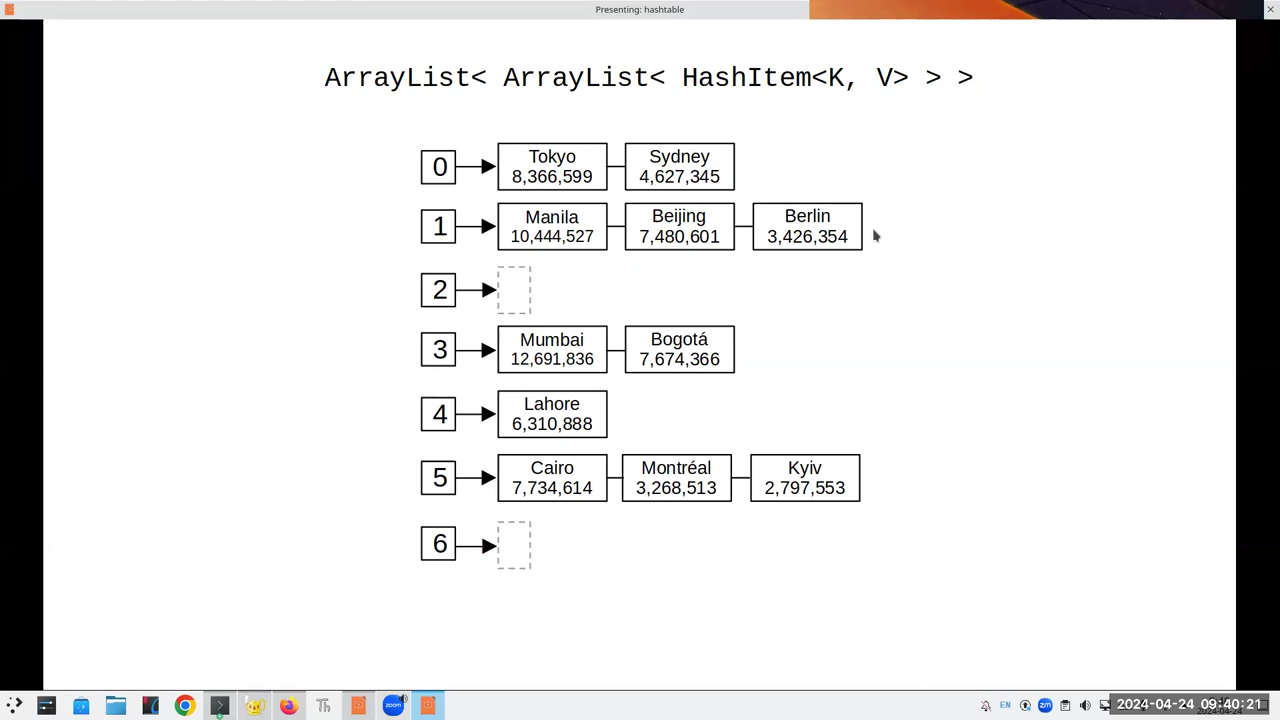 Presenting: hashtable
ArrayList< ArrayList< HashItem<K, V> > >
0 Tokyo Sydney
8,366,599 4,627,345
1 Manila Beijing Berlin
10,444,527 7,480,601 3,426,354
2
3 Mumbai Bogotá
12,691,836 7,674,366
4 Lahore
6,310,888
5 Cairo Montréal Kyiv
7,734,614 3,268,513 2,797,553
6
Th zoom EN zm 2024-04-24 09:40:21